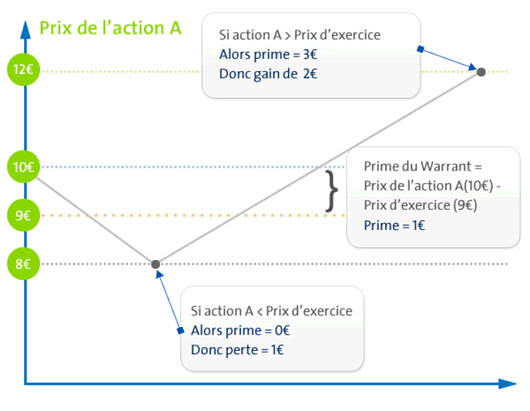 Prix de l'action A
Si action A > Prix d'exercice
Alors prime = 3€
Donc gain de 2€
12€
10€
Prime du Warrant =
Prix de l'action A(10€) -
Prix d'exercice (9€)
Prime = 1€
9€
8€
Si action A < Prix d'exercice
Alors prime = 0€
Donc perte = 1€